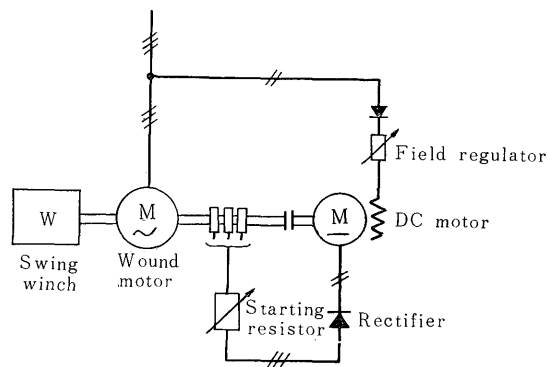 Field regulator
W
M
M
DC motor
Swing
winch
Wound
motor
Starting
resistor
Rectifier